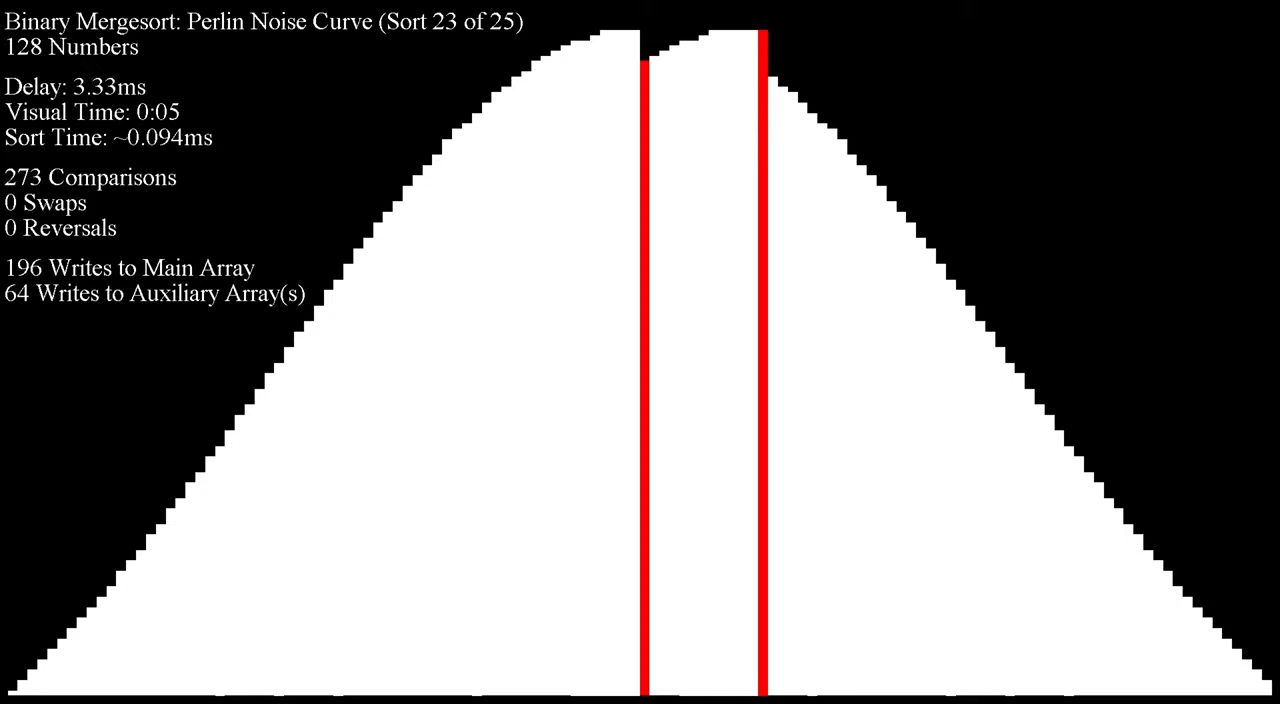 Binary Mergesort: Perlin Noise Curve (Sort 23 of 25)
128 Numbers
Delay: 3.33ms
Visual Time: 0:05
Sort Time: ~0.094ms
273 Comparisons
0 Swaps
0 Reversals
196 Writes to Main Array
64 Writes to Auxiliary Array(s)